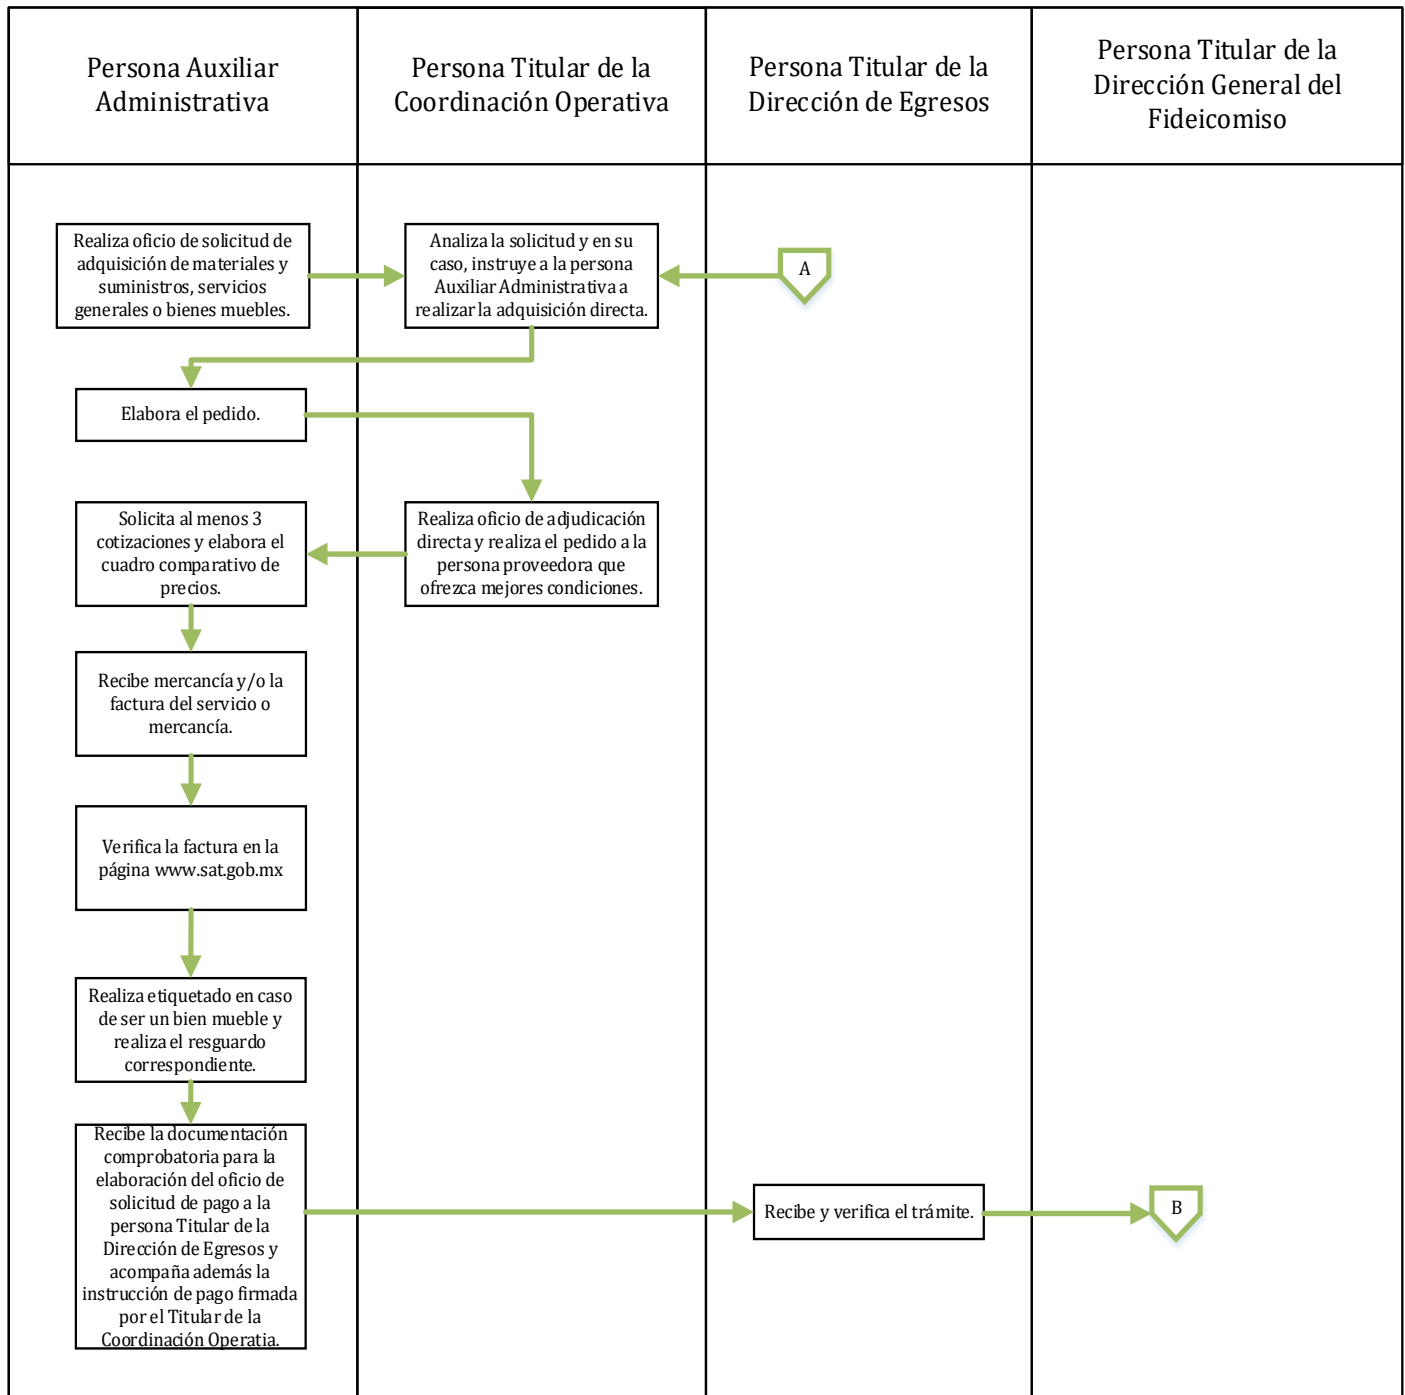 Persona Auxiliar
Administrativa
Persona Titular de la
Coordinación Operativa
Persona Titular de la
Dirección de Egresos
Persona Titular de la
Dirección General del
Fideicomiso
Realiza oficio de solicitud de
adquisición de materiales y
suministros, servicios
generales o bienes muebles.
Analiza la solicitud y en su
caso, instruye a la persona
Auxiliar Administrativa a
realizar la adquisición directa.
A
Elabora el pedido.
Solicita al menos 3
cotizaciones y elabora el
cuadro comparativo de
precios.
Realiza oficio de adjudicación
directa y realiza el pedido a la
persona proveedora que
ofrezca mejores condiciones.
Recibe mercancía y/o la
factura del servicio o
mercancía.
Verifica la factura en la
página www.sat.gob.mx
Realiza etiquetado en caso
de ser un bien mueble y
realiza el resguardo
correspondiente.
Recibe la documentación
comprobatoria para la
elaboración del oficio de
solicitud de pago a la
persona Titular de la
Dirección de Egresos y
acompaña además la
instrucción de pago firmada
por el Titular de la
Coordinación Operatia.
Recibe y verifica el trámite.
B